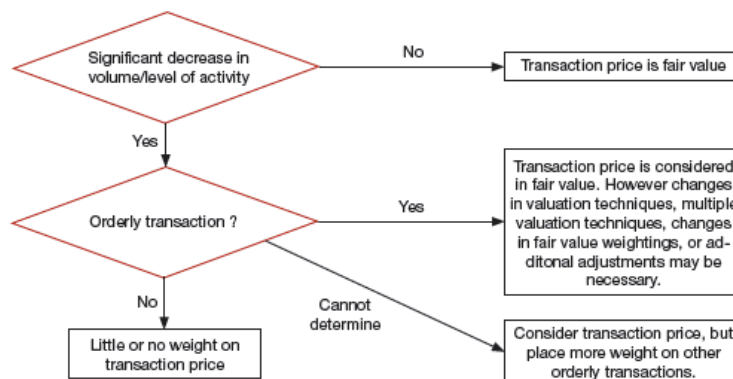 Significant decrease in
volume/level of activity
No
Transaction price is fair value
Yes
Orderly transaction ?
Yes
Transaction price is considered
in fair value. However changes
in valuation techniques, multiple
valuation techniques, changes
in fair value weightings, or ad-
ditonal adjustments may be
necessary.
No
Cannot
determine
Little or no weight on
transaction price
Consider transaction price, but
place more weight on other
orderly transactions.